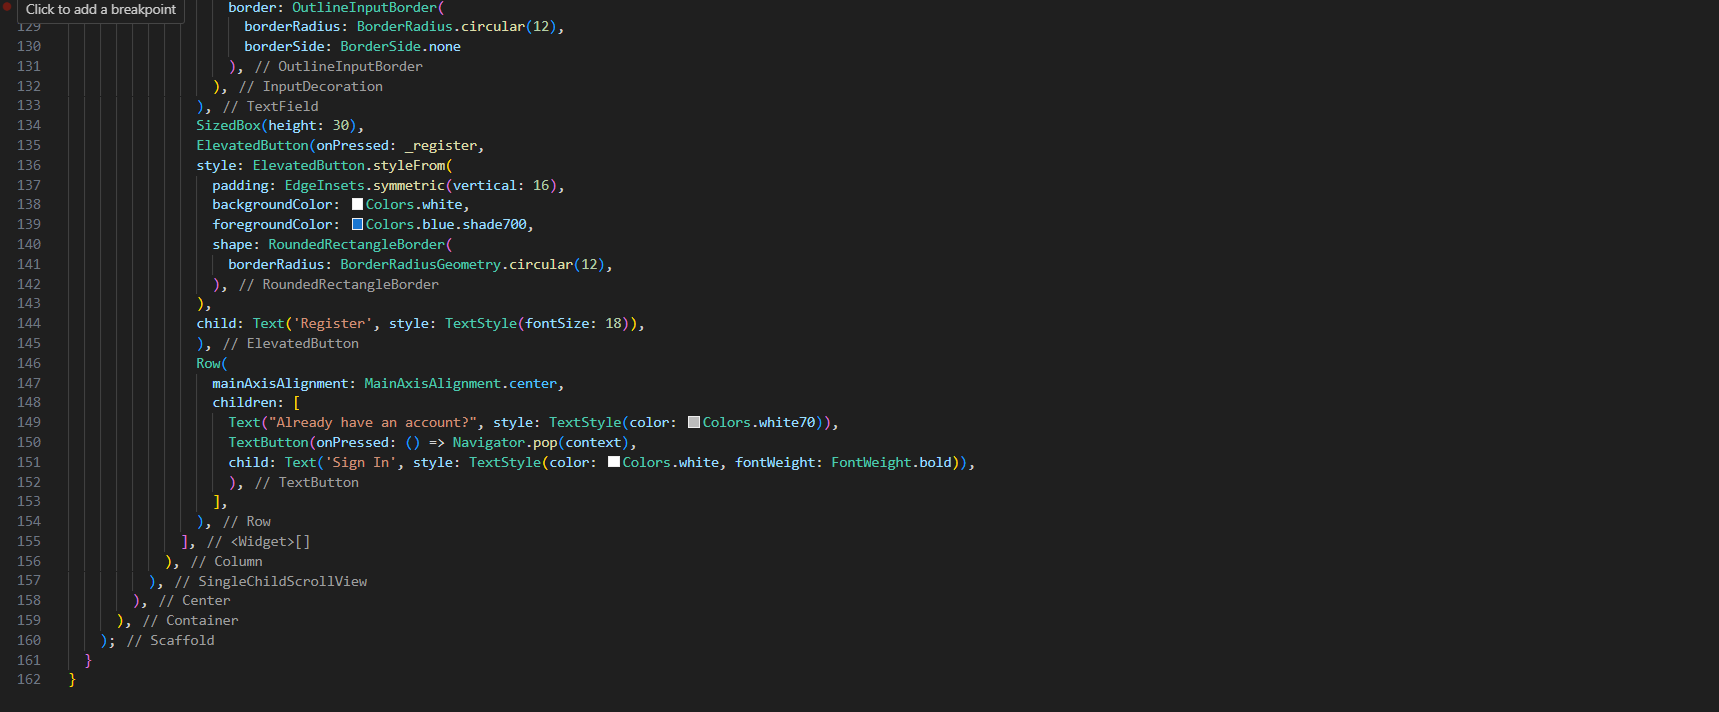 Click to add a breakpoint
border: OutlineInputBorder(
129 borderRadius: BorderRadius.circular(12),
130 borderSide: BorderSide.none
131 ), // OutlineInputBorder
132 ), // InputDecoration
133 ), // TextField
134 SizedBox(height: 30),
135 ElevatedButton(onPressed: _register,
136 style: ElevatedButton.styleFrom(
137 padding: EdgeInsets.symmetric(vertical: 16),
138 backgroundColor: Colors.white,
139 foregroundColor: Colors.blue.shade700,
140 shape: RoundedRectangleBorder(
141 borderRadius: BorderRadiusGeometry.circular(12),
142 ), // RoundedRectangleBorder
143 ),
144 child: Text('Register', style: TextStyle(fontSize: 18)),
145 ), // ElevatedButton
146 Row(
147 mainAxisAlignment: MainAxisAlignment.center,
148 children: [
149 Text("Already have an account?", style: TextStyle(color: Colors.white70)),
150 TextButton(onPressed: () => Navigator.pop(context),
151 child: Text('Sign In', style: TextStyle(color: Colors.white, fontWeight: FontWeight.bold)),
152 ), // TextButton
153 ],
154 ), // Row
155 ], // <Widget>[]
156 ), // Column
157 ), // SingleChildScrollView
158 ), // Center
159 ), // Container
160 ); // Scaffold
161 }
162 }